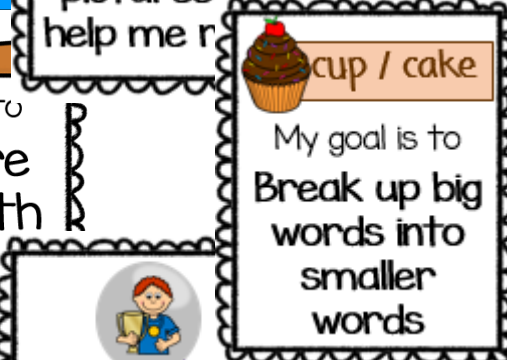 help me
cup / cake
My goal is to
Break up big
words into
smaller
words